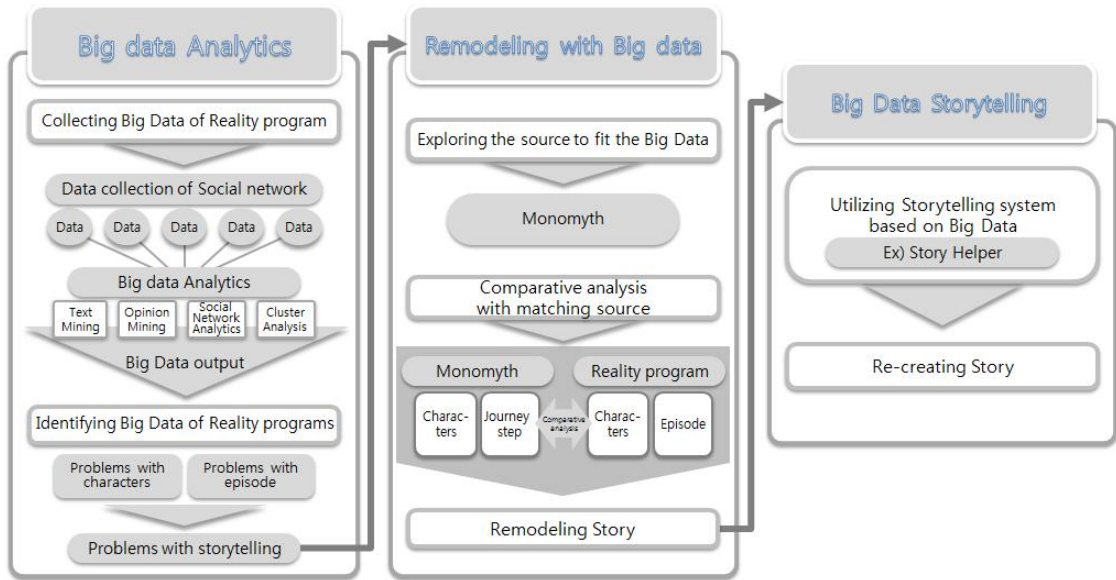 Big data Analytics
Collecting Big Data of Reality program
Data collection of Social network
Data Data Data Data Data
Big data Analytics
Text
Mining
Opinion
Mining
Social
Network
Analytics
Cluster
Analysis
Big Data output
Identifying Big Data of Reality programs
Problems with
characters
Problems with
episode
Problems with storytelling
Remodeling with Big data
Exploring the source to fit the Big Data
Monomyth
Comparative analysis
with matching source
Monomyth
Reality program
Charac-
ters
Journey
step
Comparative
analysis
Charac-
ters
Episode
Remodeling Story
Big Data Storytelling
Utilizing Storytelling system
based on Big Data
Ex) Story Helper
Re-creating Story